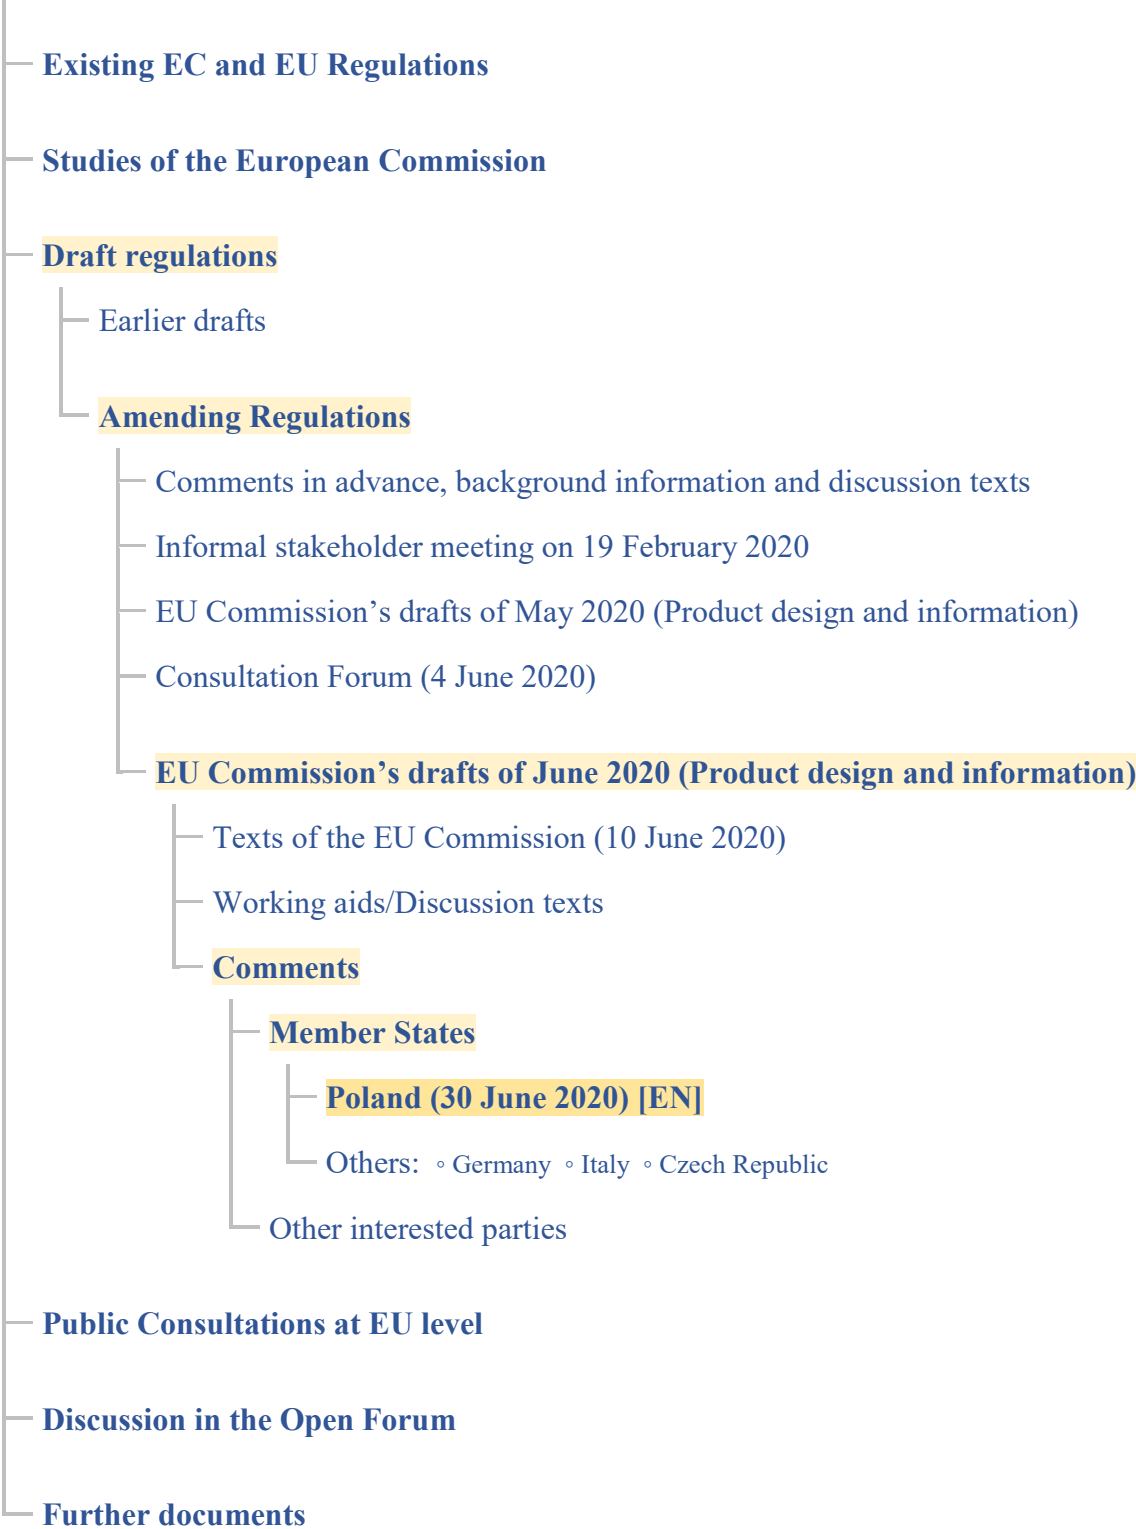 Existing EC and EU Regulations
Studies of the European Commission
Draft regulations
Earlier drafts
Amending Regulations
Comments in advance, background information and discussion texts
Informal stakeholder meeting on 19 February 2020
EU Commission’s drafts of May 2020 (Product design and information)
Consultation Forum (4 June 2020)
EU Commission’s drafts of June 2020 (Product design and information)
Texts of the EU Commission (10 June 2020)
Working aids/Discussion texts
Comments
Member States
Poland (30 June 2020) [EN]
Others: ◦ Germany ◦ Italy ◦ Czech Republic
Other interested parties
Public Consultations at EU level
Discussion in the Open Forum
Further documents